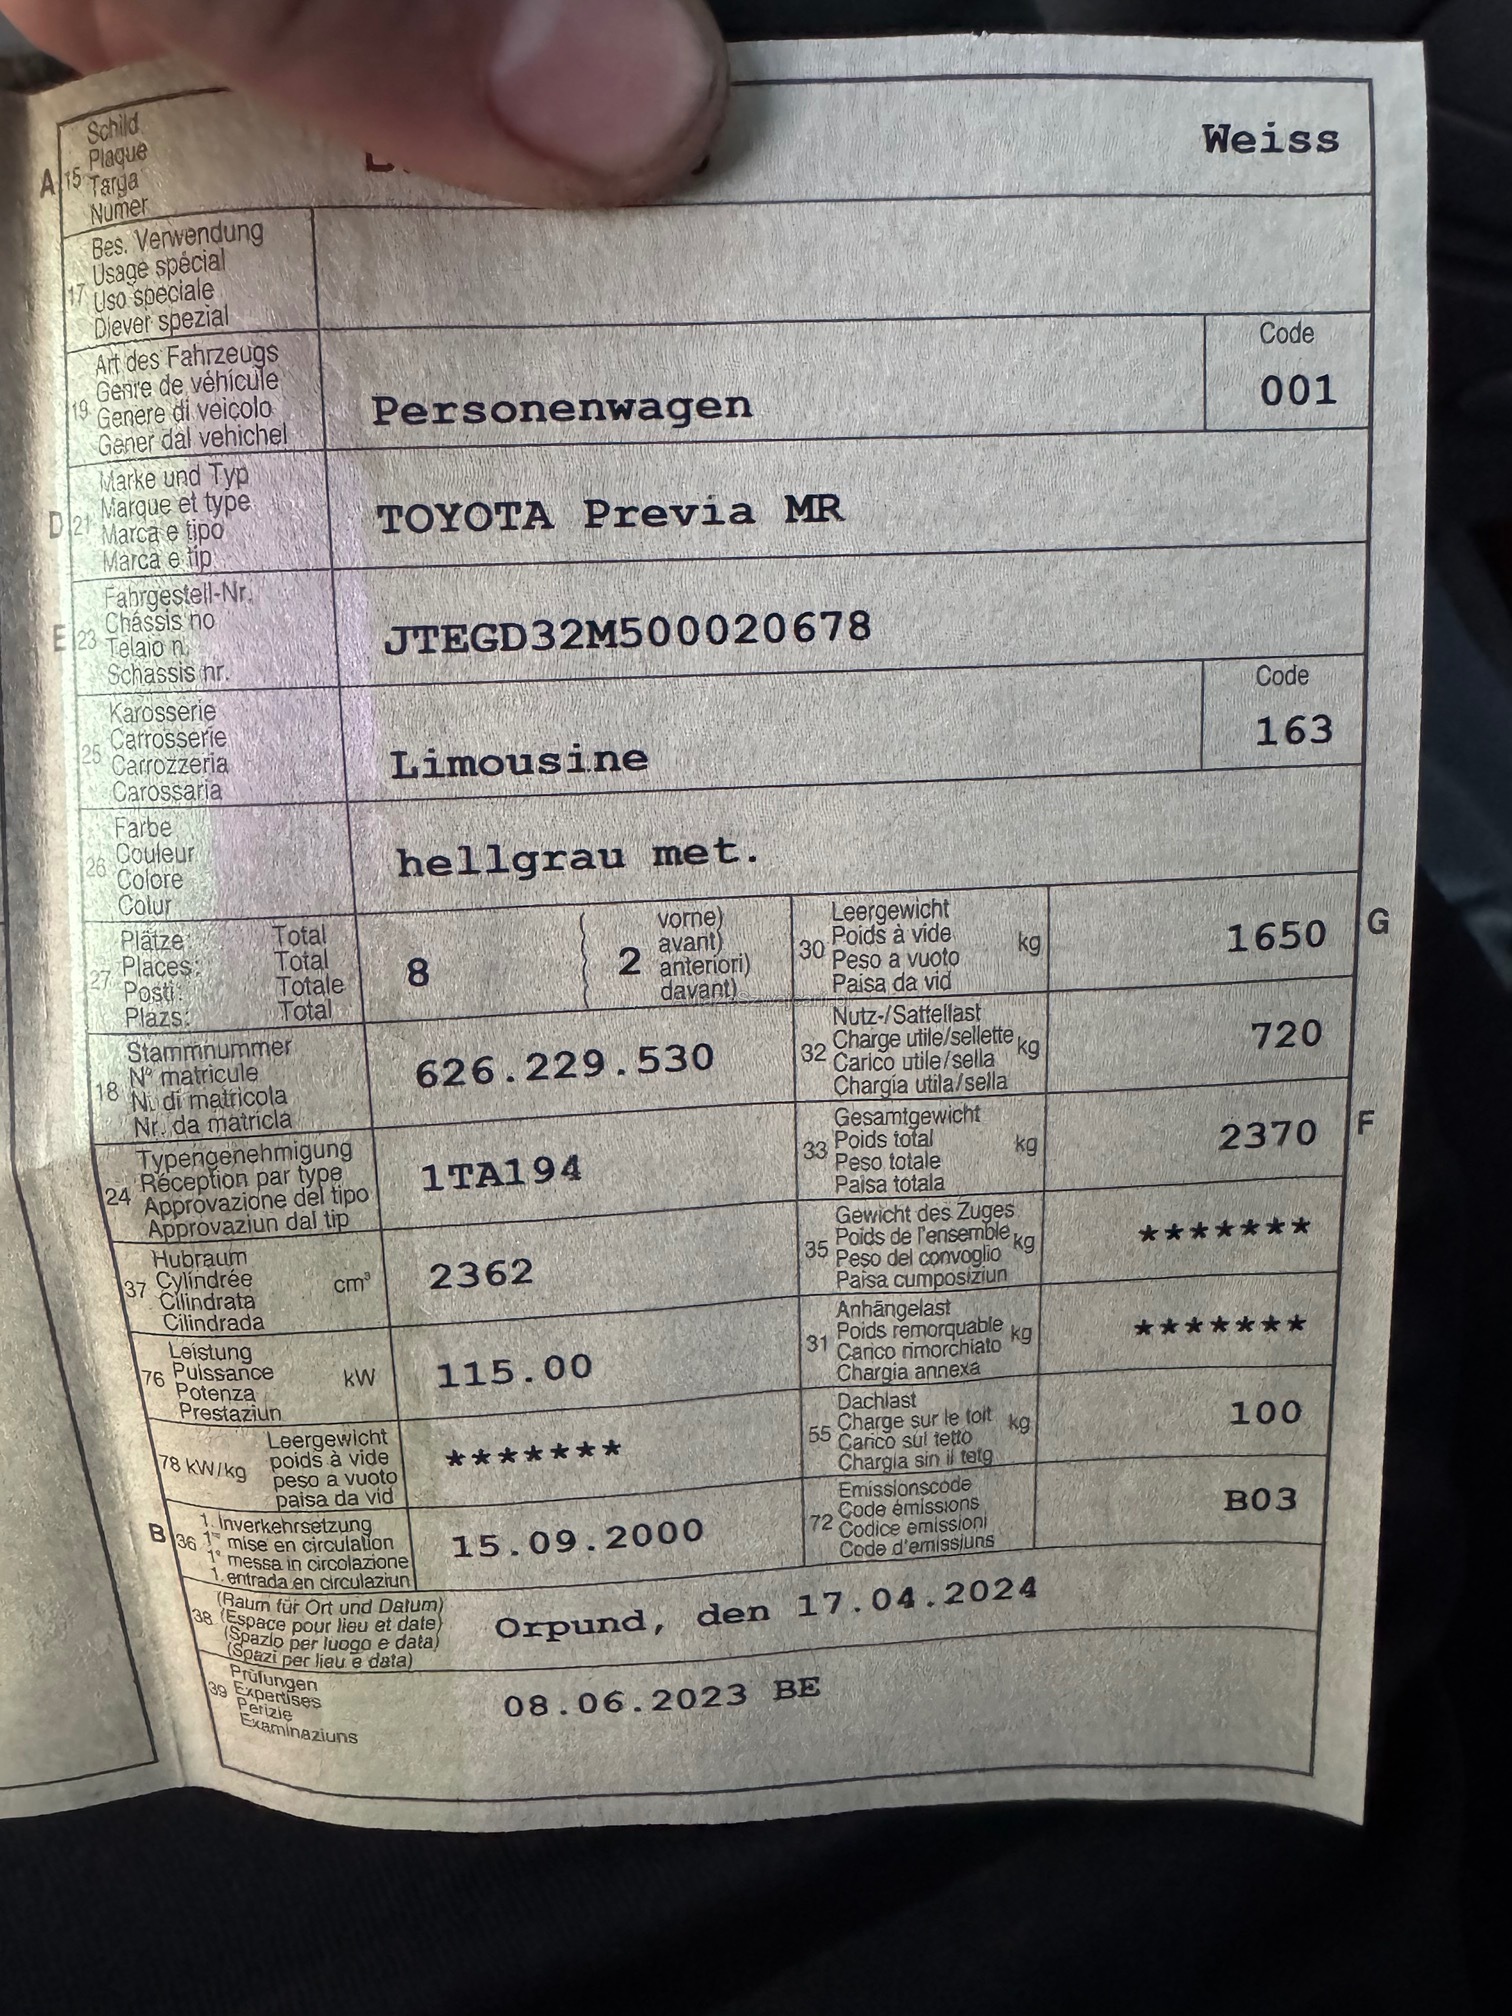 Schild
Plaque
A 15 Targa
Numer
Weiss
Bes. Verwendung
Usage spécial
17 Uso speciale
Diever spezial
Art des Fahrzeugs
Genre de véhicule
19 Genere di veicolo
Gener dal vehichel
Personenwagen
Code
001
Marke und Typ
Marque et type
D 21 Marca e tipo
Marca e tip
TOYOTA Previa MR
Fahrgestell-Nr.
Châssis no
E 23 Telaio n.
Schassis nr.
JTEGD32M500020678
Karosserie
Carrosserie
25 Carrozzeria
Carossaria
Limousine
Code
163
Farbe
Couleur
26 Colore
Colur
hellgrau met.
Plätze: Total
Places: Total
27 Posti: Totale
Plazs: Total
8
2
vorne)
avant)
anteriori)
davant)
Leergewicht
30 Poids à vide kg
Peso a vuoto
Paisa da vid
1650 G
Stammnummer
N° matricule
18 N. di matricola
Nr. da matricla
626.229.530
Nutz-/Sattellast
32 Charge utile/sellette kg
Carico utile/sella
Chargia utila/sella
720
Typengenehmigung
Réception par type
24 Approvazione del tipo
Approvaziun dal tip
1TA194
Gesamtgewicht
33 Poids total kg
Peso totale
Paisa totala
2370 F
Hubraum
37 Cylindrée cm³
Cilindrata
Cilindrada
2362
Gewicht des Zuges
35 Poids de l'ensemble kg
Peso del convoglio
Paisa cumposiziun
*******
Leistung
76 Puissance kW
Potenza
Prestaziun
115.00
Anhängelast
31 Poids remorquable kg
Carico rimorchiato
Chargia annexa
*******
Leergewicht
78 kW/kg poids à vide
peso a vuoto
paisa da vid
*******
Dachlast
55 Charge sur le toit kg
Carico sul tetto
Chargia sin il tetg
100
1. Inverkehrsetzung
B 36 1re mise en circulation
1a messa in circolazione
1. entrada en circulaziun
15.09.2000
Emissionscode
72 Code émissions
Codice emissioni
Code d'emissiuns
B03
(Raum für Ort und Datum)
38 (Espace pour lieu et date)
(Spazio per luogo e data)
(Spazi per lieu e data)
Orpund, den 17.04.2024
Prüfungen
39 Expertises
Perizie
Examinaziuns
08.06.2023 BE